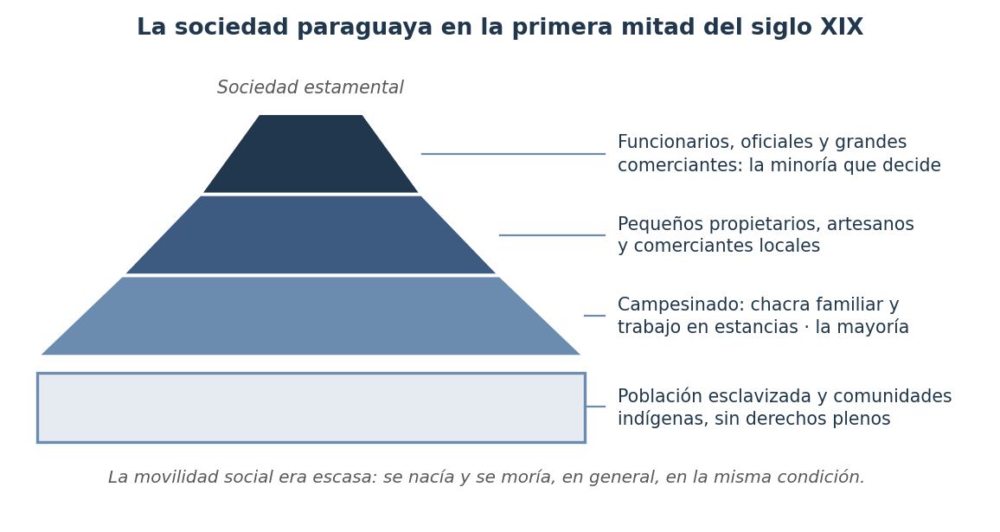 La sociedad paraguaya en la primera mitad del siglo XIX
Sociedad estamental
Funcionarios, oficiales y grandes
comerciantes: la minoría que decide
Pequeños propietarios, artesanos
y comerciantes locales
Campesinado: chacra familiar y
trabajo en estancias · la mayoría
Población esclavizada y comunidades
indígenas, sin derechos plenos
La movilidad social era escasa: se nacía y se moría, en general, en la misma condición.